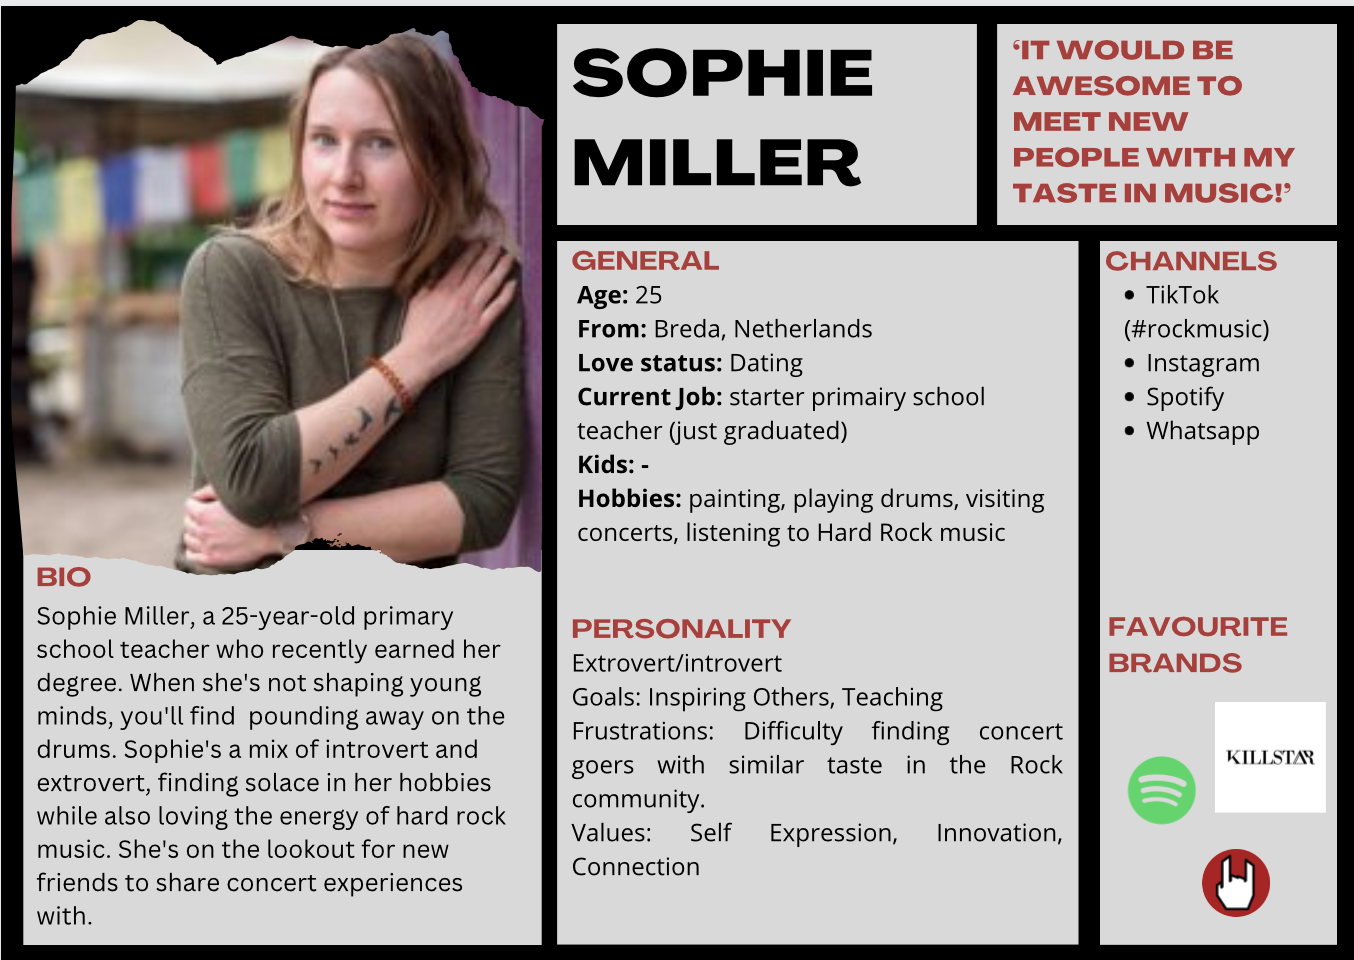 SOPHIE
MILLER
‘IT WOULD BE
AWESOME TO
MEET NEW
PEOPLE WITH MY
TASTE IN MUSIC!’
BIO
Sophie Miller, a 25-year-old primary
school teacher who recently earned her
degree. When she's not shaping young
minds, you'll find  pounding away on the
drums. Sophie's a mix of introvert and
extrovert, finding solace in her hobbies
while also loving the energy of hard rock
music. She's on the lookout for new
friends to share concert experiences
with.
GENERAL
Age: 25
From: Breda, Netherlands
Love status: Dating
Current Job: starter primairy school
teacher (just graduated)
Kids: -
Hobbies: painting, playing drums, visiting
concerts, listening to Hard Rock music
PERSONALITY
Extrovert/introvert
Goals: Inspiring Others, Teaching
Frustrations: Difficulty finding concert
goers with similar taste in the Rock
community.
Values: Self Expression, Innovation,
Connection
CHANNELS
• TikTok
(#rockmusic)
• Instagram
• Spotify
• Whatsapp
FAVOURITE
BRANDS
KILLSTAR